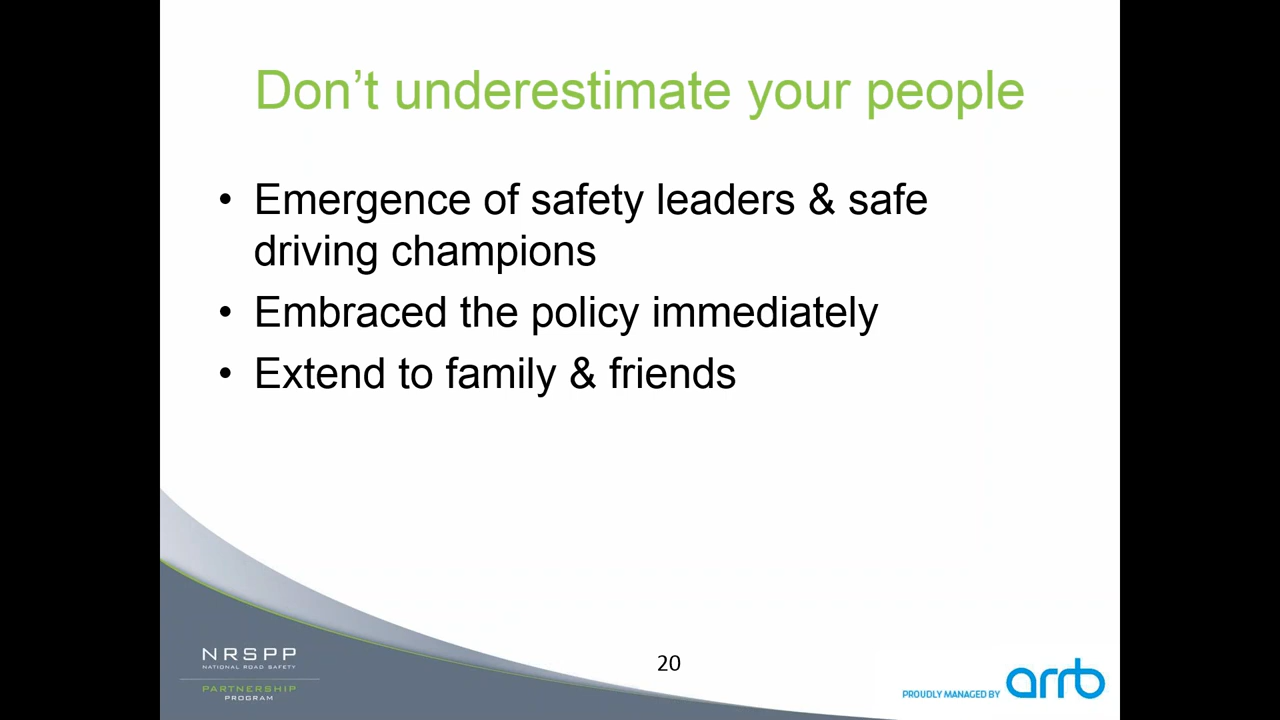 Don’t underestimate your people
• Emergence of safety leaders & safe
driving champions
• Embraced the policy immediately
• Extend to family & friends
NRSPP
NATIONAL ROAD SAFETY
PARTNERSHIP
PROGRAM
20
PROUDLY MANAGED BY arrb